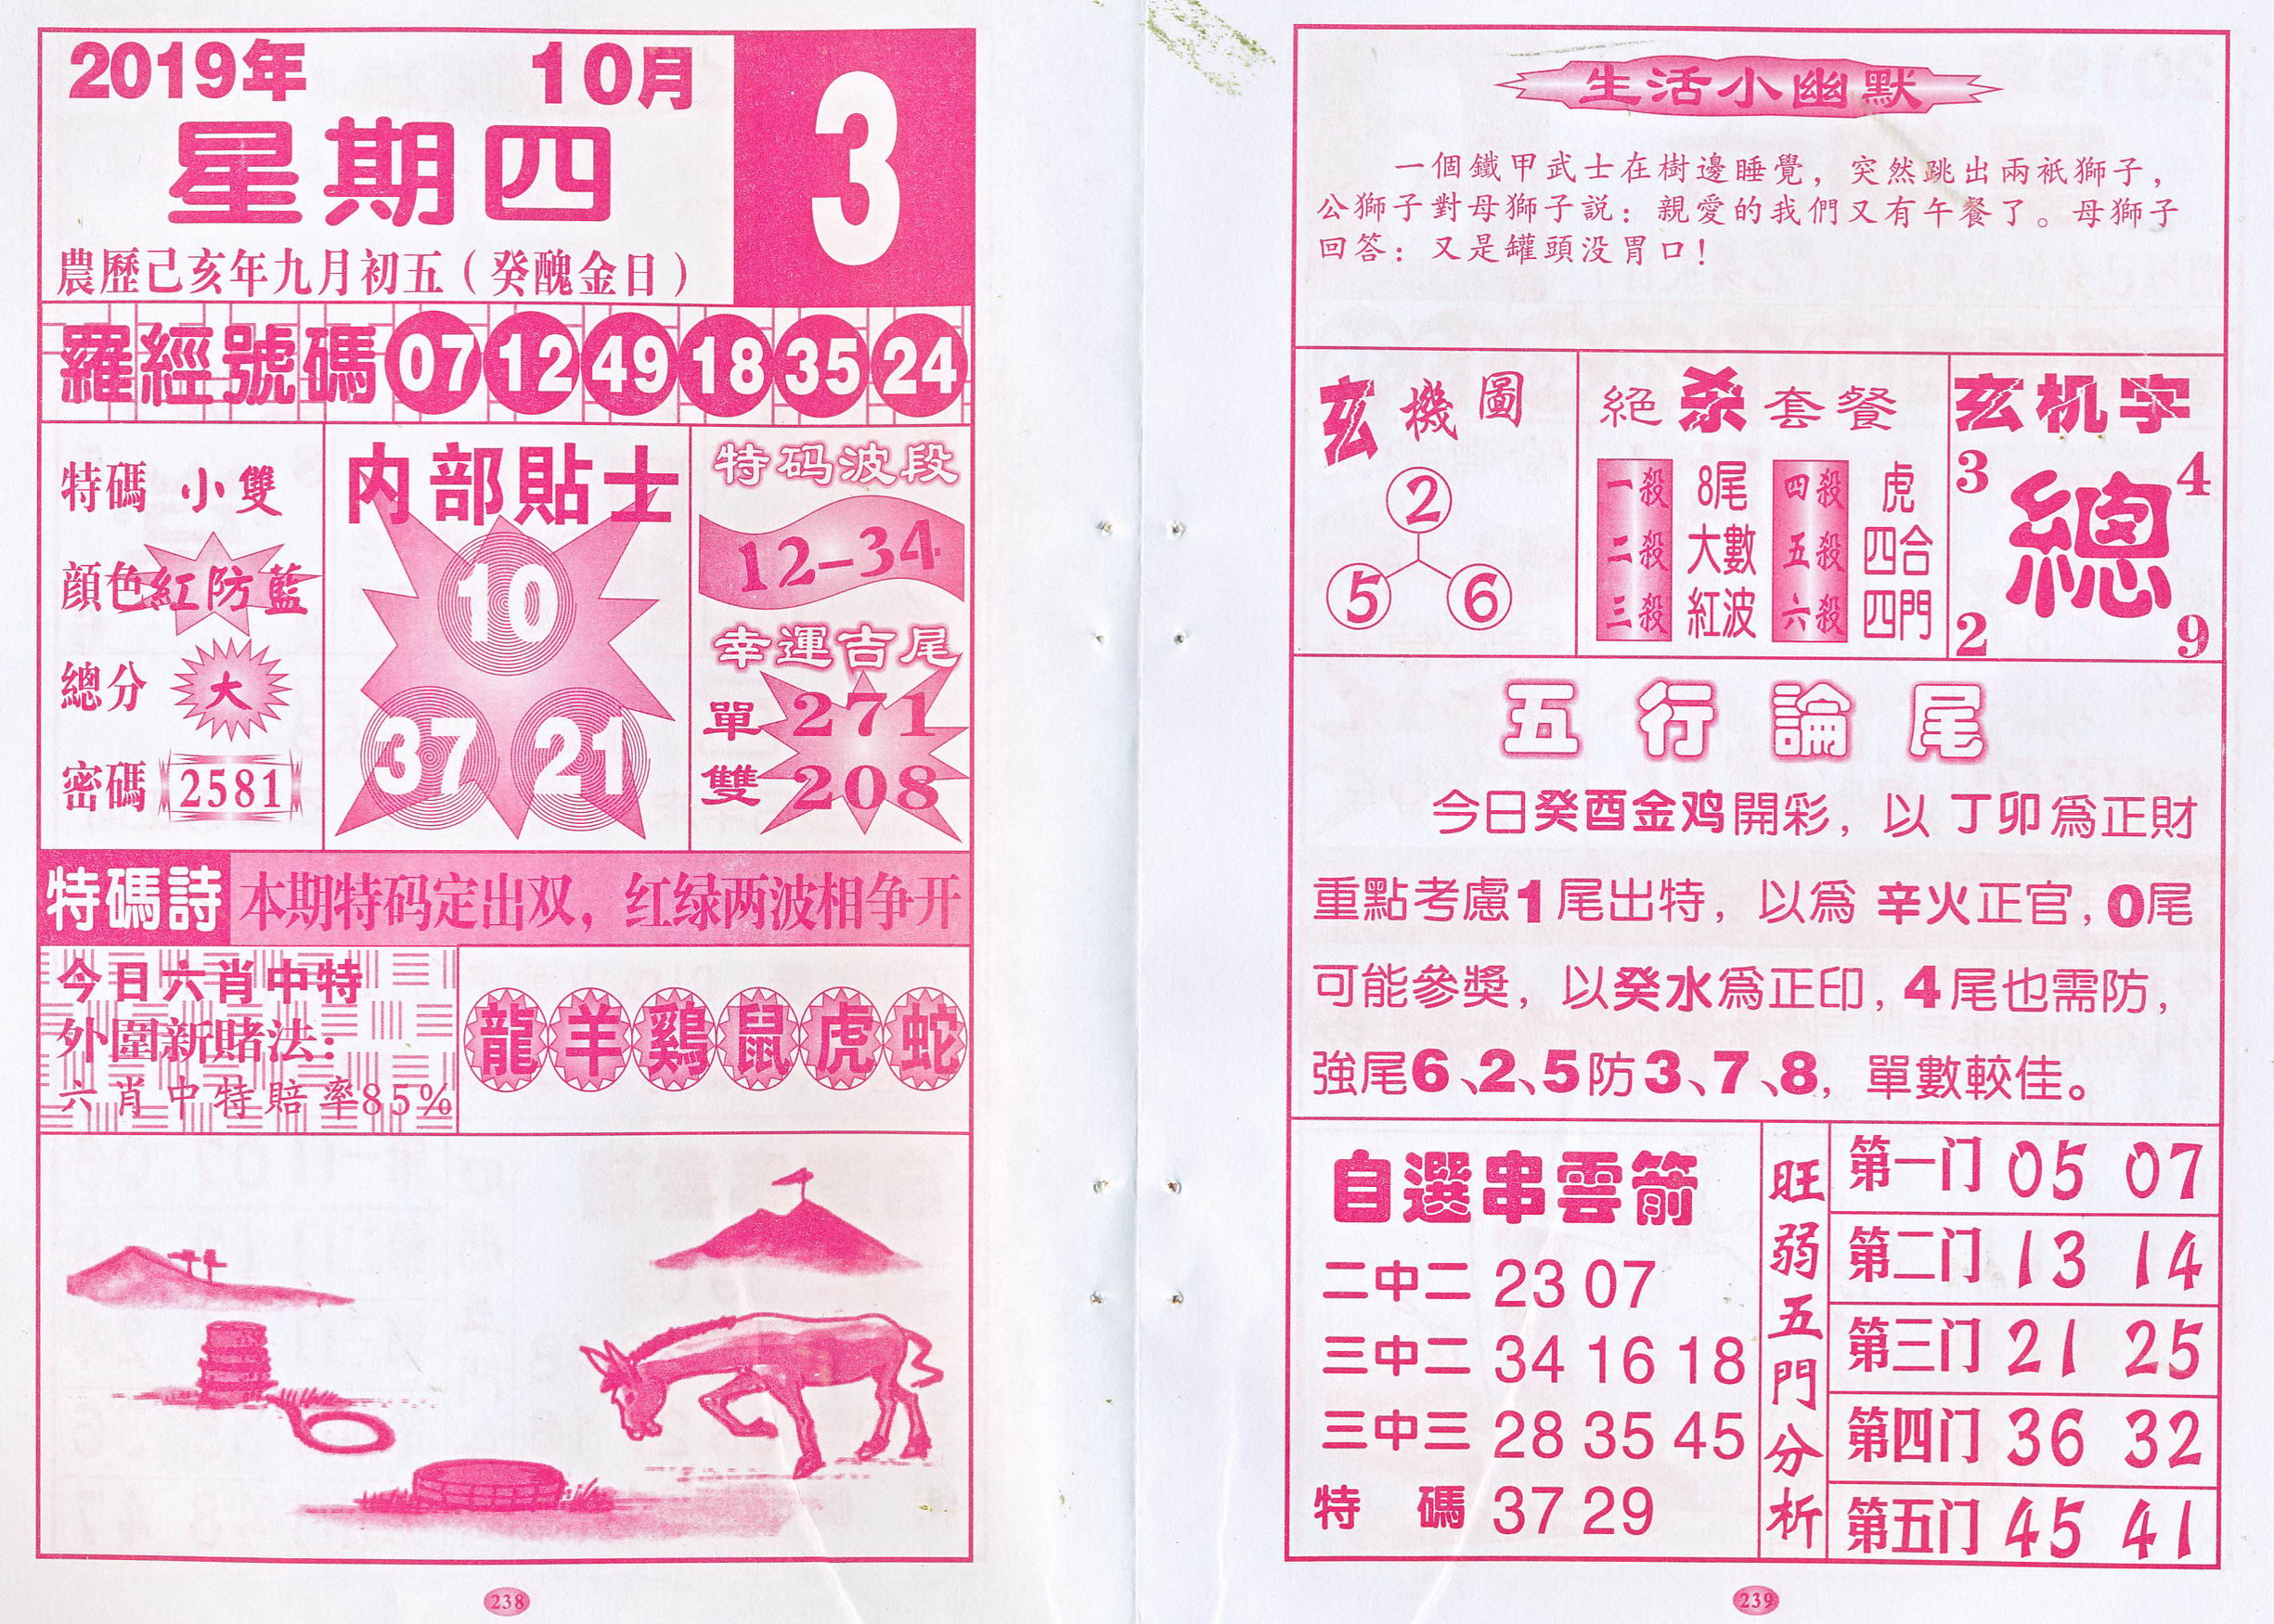 2019年 10月
3
星期四
農歷己亥年九月初五（癸醜金日）
羅經號碼 07 12 49 18 35 24
特碼 小雙
顔色 紅防藍
總分 大
密碼 2581
内部貼士
10
37 21
特码波段
12-34
幸運吉尾
單 271
雙 208
特碼詩 本期特码定出双，红绿两波相争开
今日六肖中特
外圍新賭法:
六肖中特賠率85%
龍 羊 鷄 鼠 虎 蛇
238
生活小幽默
一個鐵甲武士在樹邊睡覺，突然跳出兩衹獅子，
公獅子對母獅子説：親愛的我們又有午餐了。母獅子
回答：又是罐頭没胃口！
玄機圖
2
5 6
絕杀套餐
一殺 8尾 四殺 虎
二殺 大數 五殺 四合
三殺 紅波 六殺 四門
玄机字
3 4
總
2 9
五行論尾
今日癸酉金鸡開彩，以丁卯爲正財
重點考慮1尾出特，以爲辛火正官，0尾
可能參獎，以癸水爲正印，4尾也需防，
強尾6、2、5防3、7、8，單數較佳。
自選串雲箭
二中二 23 07
三中二 34 16 18
三中三 28 35 45
特碼 37 29
旺弱五門分析
第一门 05 07
第二门 13 14
第三门 21 25
第四门 36 32
第五门 45 41
239